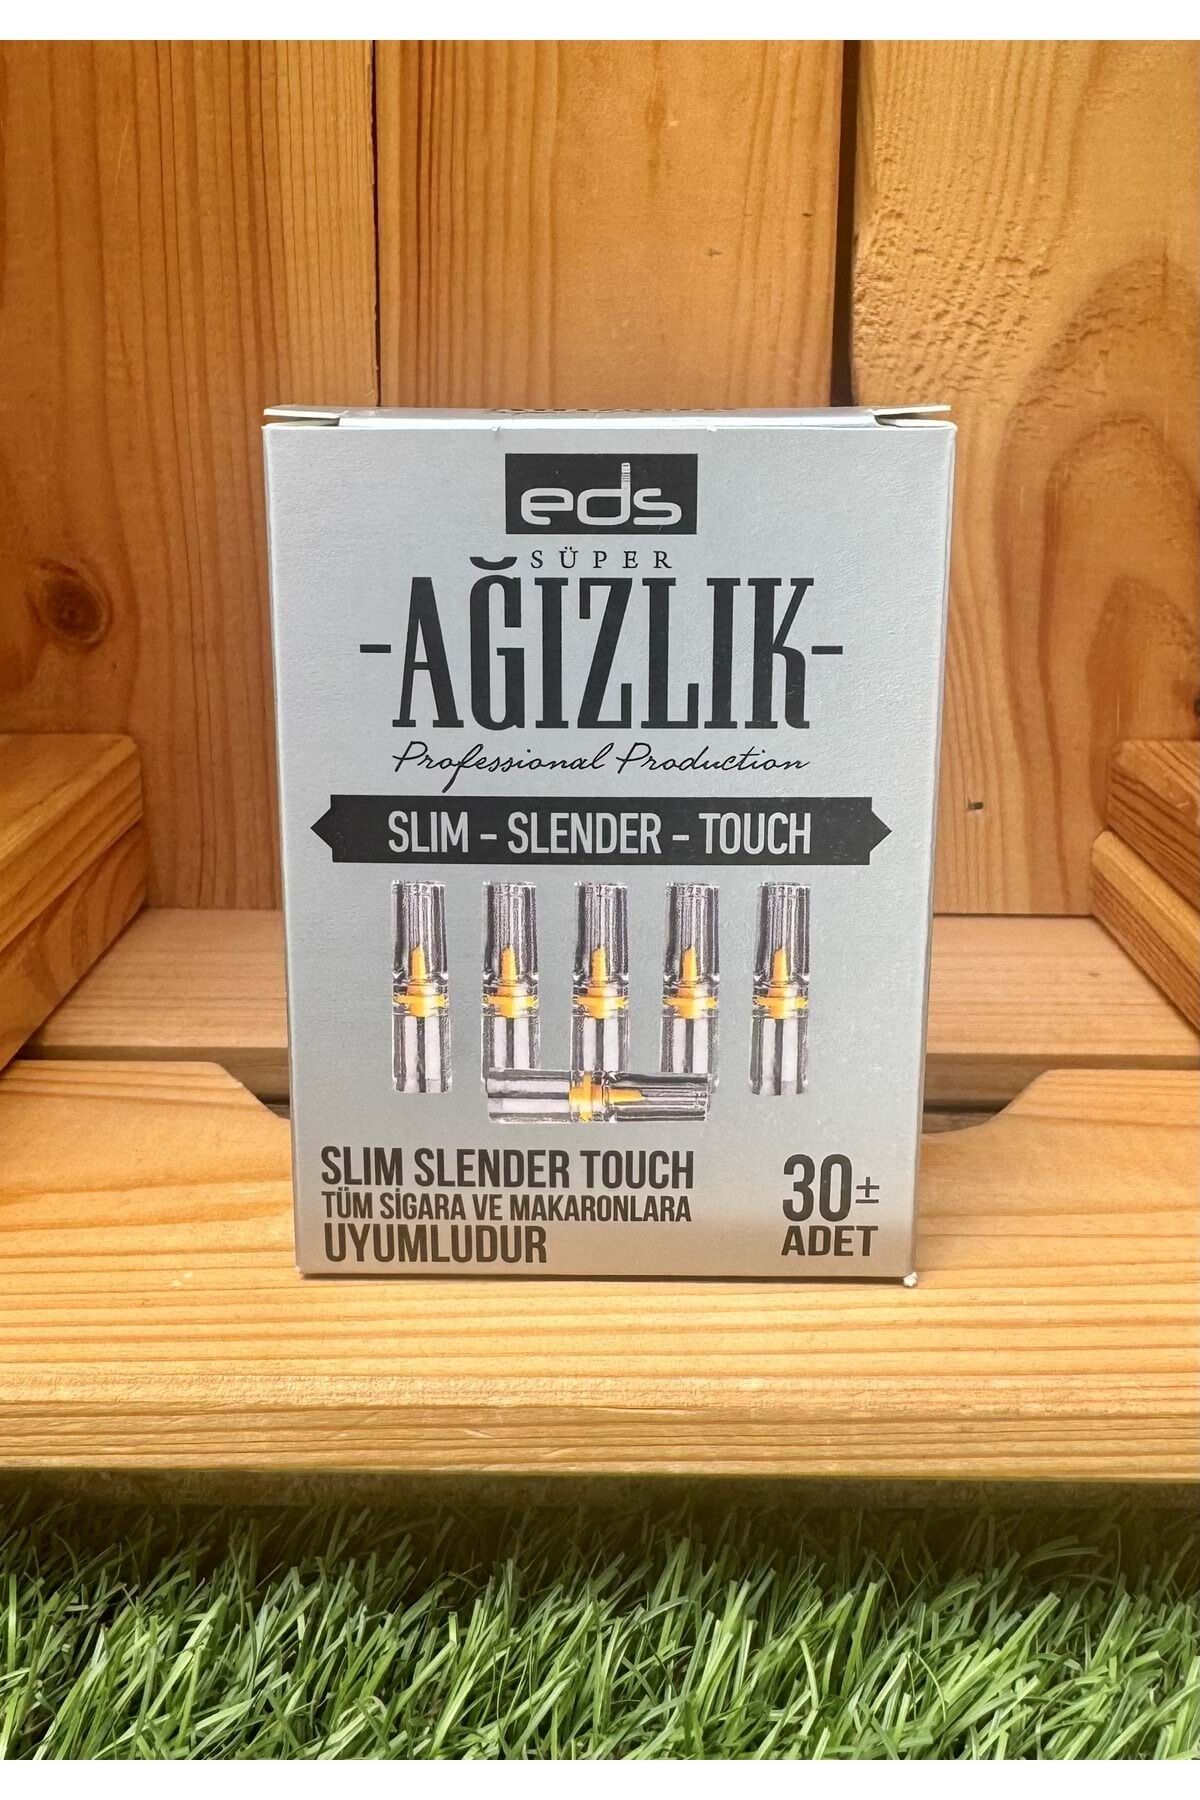 eds
SÜPER
-AĞIZLIK-
Professional Production
SLIM - SLENDER - TOUCH
SLIM SLENDER TOUCH
TÜM SİGARA VE MAKARONLARA
UYUMLUDUR
30±
ADET